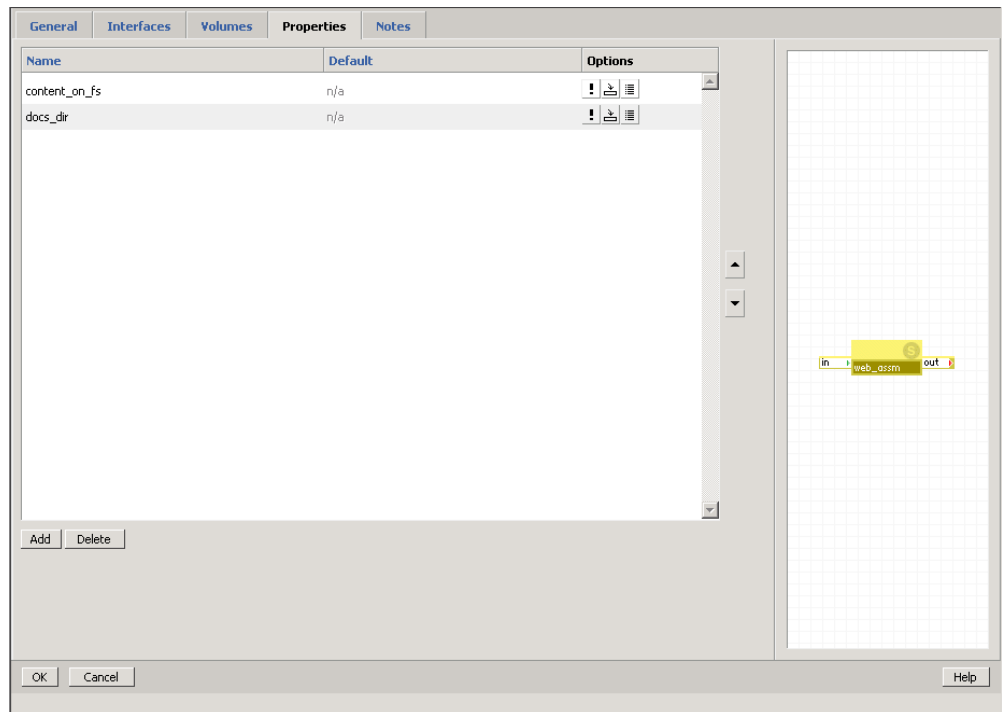 General Interfaces Volumes Properties Notes
Name Default Options
content_on_fs n/a !
docs_dir n/a !
S
in web_assm out
Add Delete
OK Cancel Help